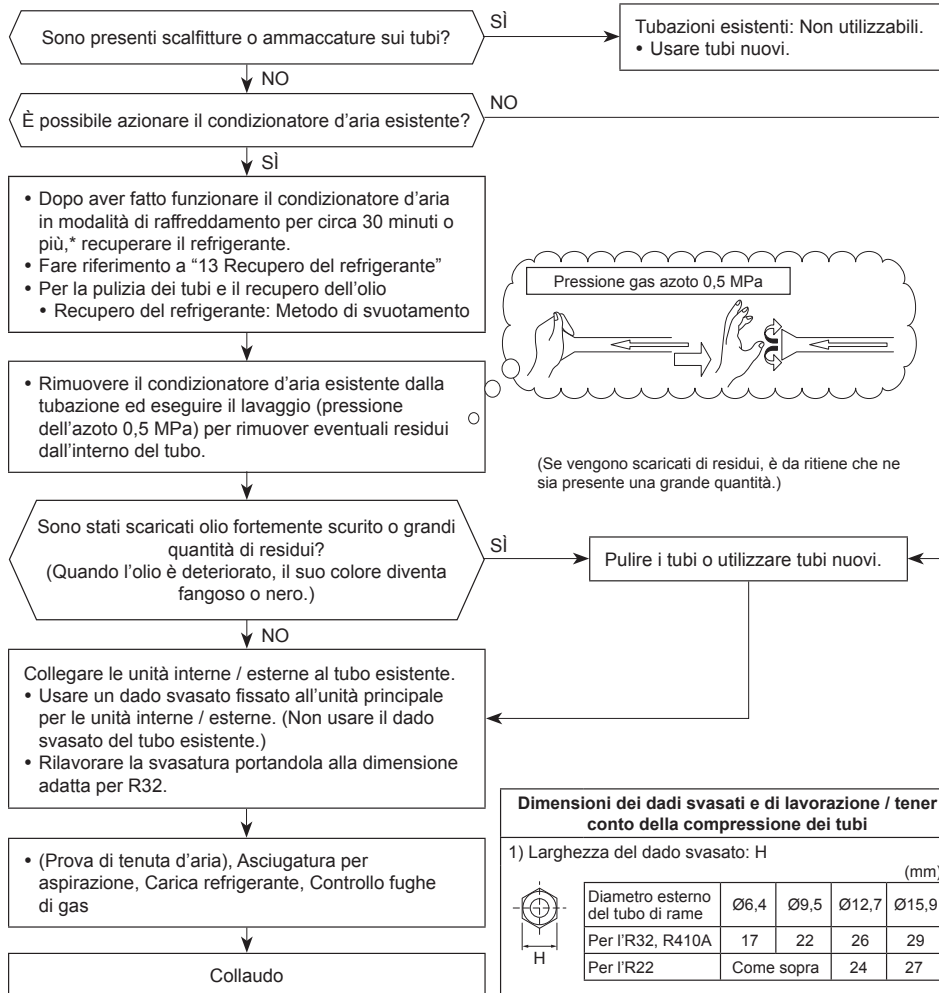 Sono presenti scalfitture o ammaccature sui tubi?
SÌ
Tubazioni esistenti: Non utilizzabili.
• Usare tubi nuovi.
NO
È possibile azionare il condizionatore d'aria esistente?
NO
SÌ
• Dopo aver fatto funzionare il condizionatore d'aria
in modalità di raffreddamento per circa 30 minuti o
più,* recuperare il refrigerante.
• Fare riferimento a "13 Recupero del refrigerante"
• Per la pulizia dei tubi e il recupero dell'olio
• Recupero del refrigerante: Metodo di svuotamento
Pressione gas azoto 0,5 MPa
• Rimuovere il condizionatore d'aria esistente dalla
tubazione ed eseguire il lavaggio (pressione
dell'azoto 0,5 MPa) per rimuover eventuali residui
dall'interno del tubo.
(Se vengono scaricati di residui, è da ritiene che ne
sia presente una grande quantità.)
Sono stati scaricati olio fortemente scurito o grandi
quantità di residui?
(Quando l'olio è deteriorato, il suo colore diventa
fangoso o nero.)
SÌ
Pulire i tubi o utilizzare tubi nuovi.
NO
Collegare le unità interne / esterne al tubo esistente.
• Usare un dado svasato fissato all'unità principale
per le unità interne / esterne. (Non usare il dado
svasato del tubo esistente.)
• Rilavorare la svasatura portandola alla dimensione
adatta per R32.
• (Prova di tenuta d'aria), Asciugatura per
aspirazione, Carica refrigerante, Controllo fughe
di gas
Collaudo
Dimensioni dei dadi svasati e di lavorazione / tener
conto della compressione dei tubi
1) Larghezza del dado svasato: H
(mm)
H
Diametro esterno
del tubo di rame Ø6,4 Ø9,5 Ø12,7 Ø15,9
Per l'R32, R410A 17 22 26 29
Per l'R22 Come sopra 24 27